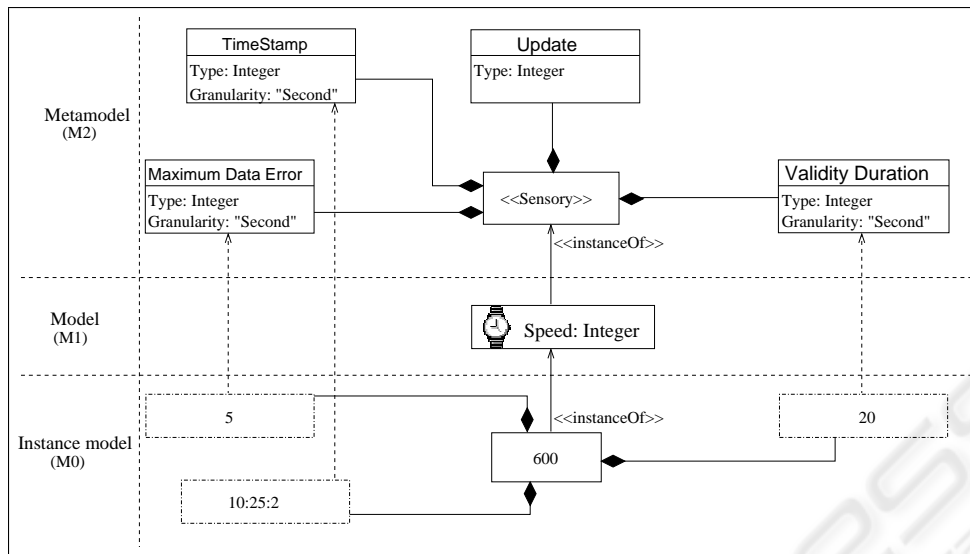 TimeStamp
Type: Integer
Granularity: "Second"
Update
Type: Integer
Metamodel
(M2)
Maximum Data Error
Type: Integer
Granularity: "Second"
<<Sensory>>
Validity Duration
Type: Integer
Granularity: "Second"
<<instanceOf>>
Model
(M1)
Speed: Integer
Instance model
(M0)
5
<<instanceOf>>
20
600
10:25:2